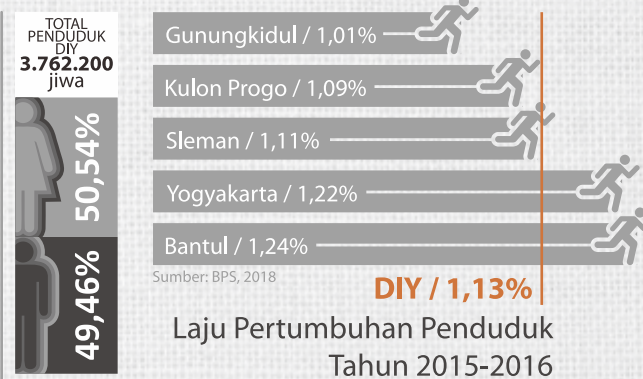 TOTAL
PENDUDUK
DIY
3.762.200
jiwa
50,54%
49,46%
Gunungkidul / 1,01%
Kulon Progo / 1,09%
Sleman / 1,11%
Yogyakarta / 1,22%
Bantul / 1,24%
Sumber: BPS, 2018
DIY / 1,13%
Laju Pertumbuhan Penduduk
Tahun 2015-2016